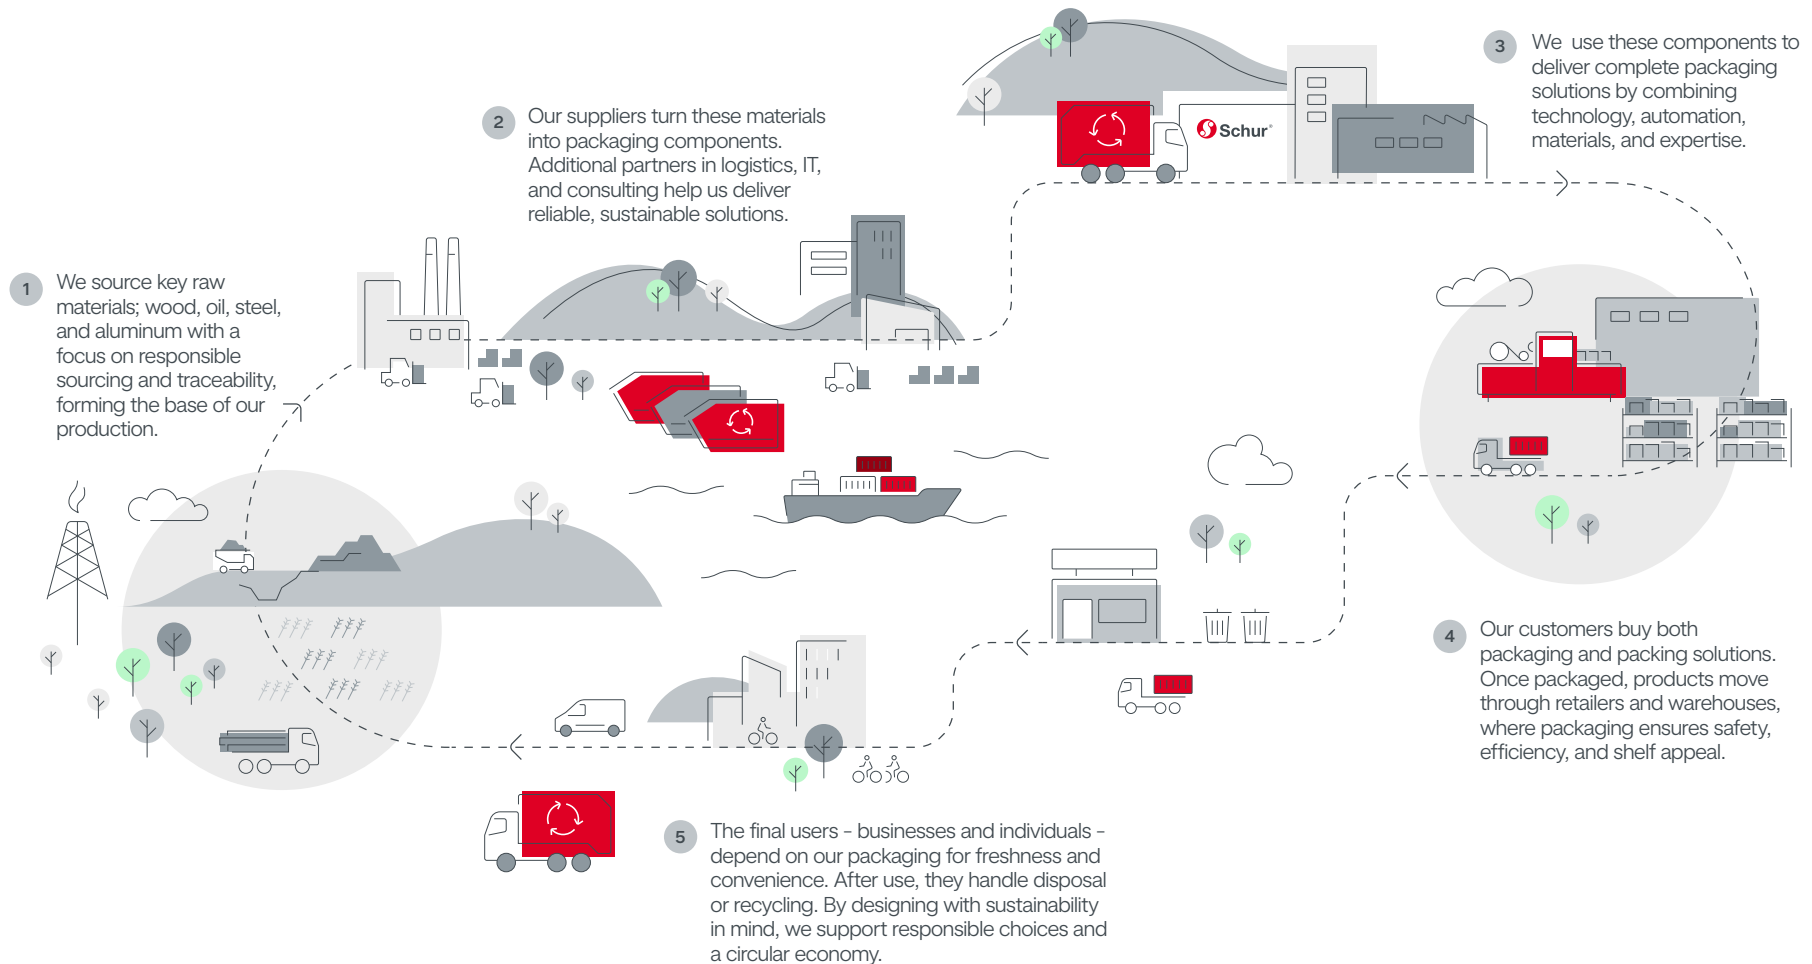 1
We source key raw
materials; wood, oil, steel,
and aluminum with a
focus on responsible
sourcing and traceability,
forming the base of our
production.
2
Our suppliers turn these materials
into packaging components.
Additional partners in logistics, IT,
and consulting help us deliver
reliable, sustainable solutions.
Schur®
3
We use these components to
deliver complete packaging
solutions by combining
technology, automation,
materials, and expertise.
4
Our customers buy both
packaging and packing solutions.
Once packaged, products move
through retailers and warehouses,
where packaging ensures safety,
efficiency, and shelf appeal.
5
The final users – businesses and individuals –
depend on our packaging for freshness and
convenience. After use, they handle disposal
or recycling. By designing with sustainability
in mind, we support responsible choices and
a circular economy.